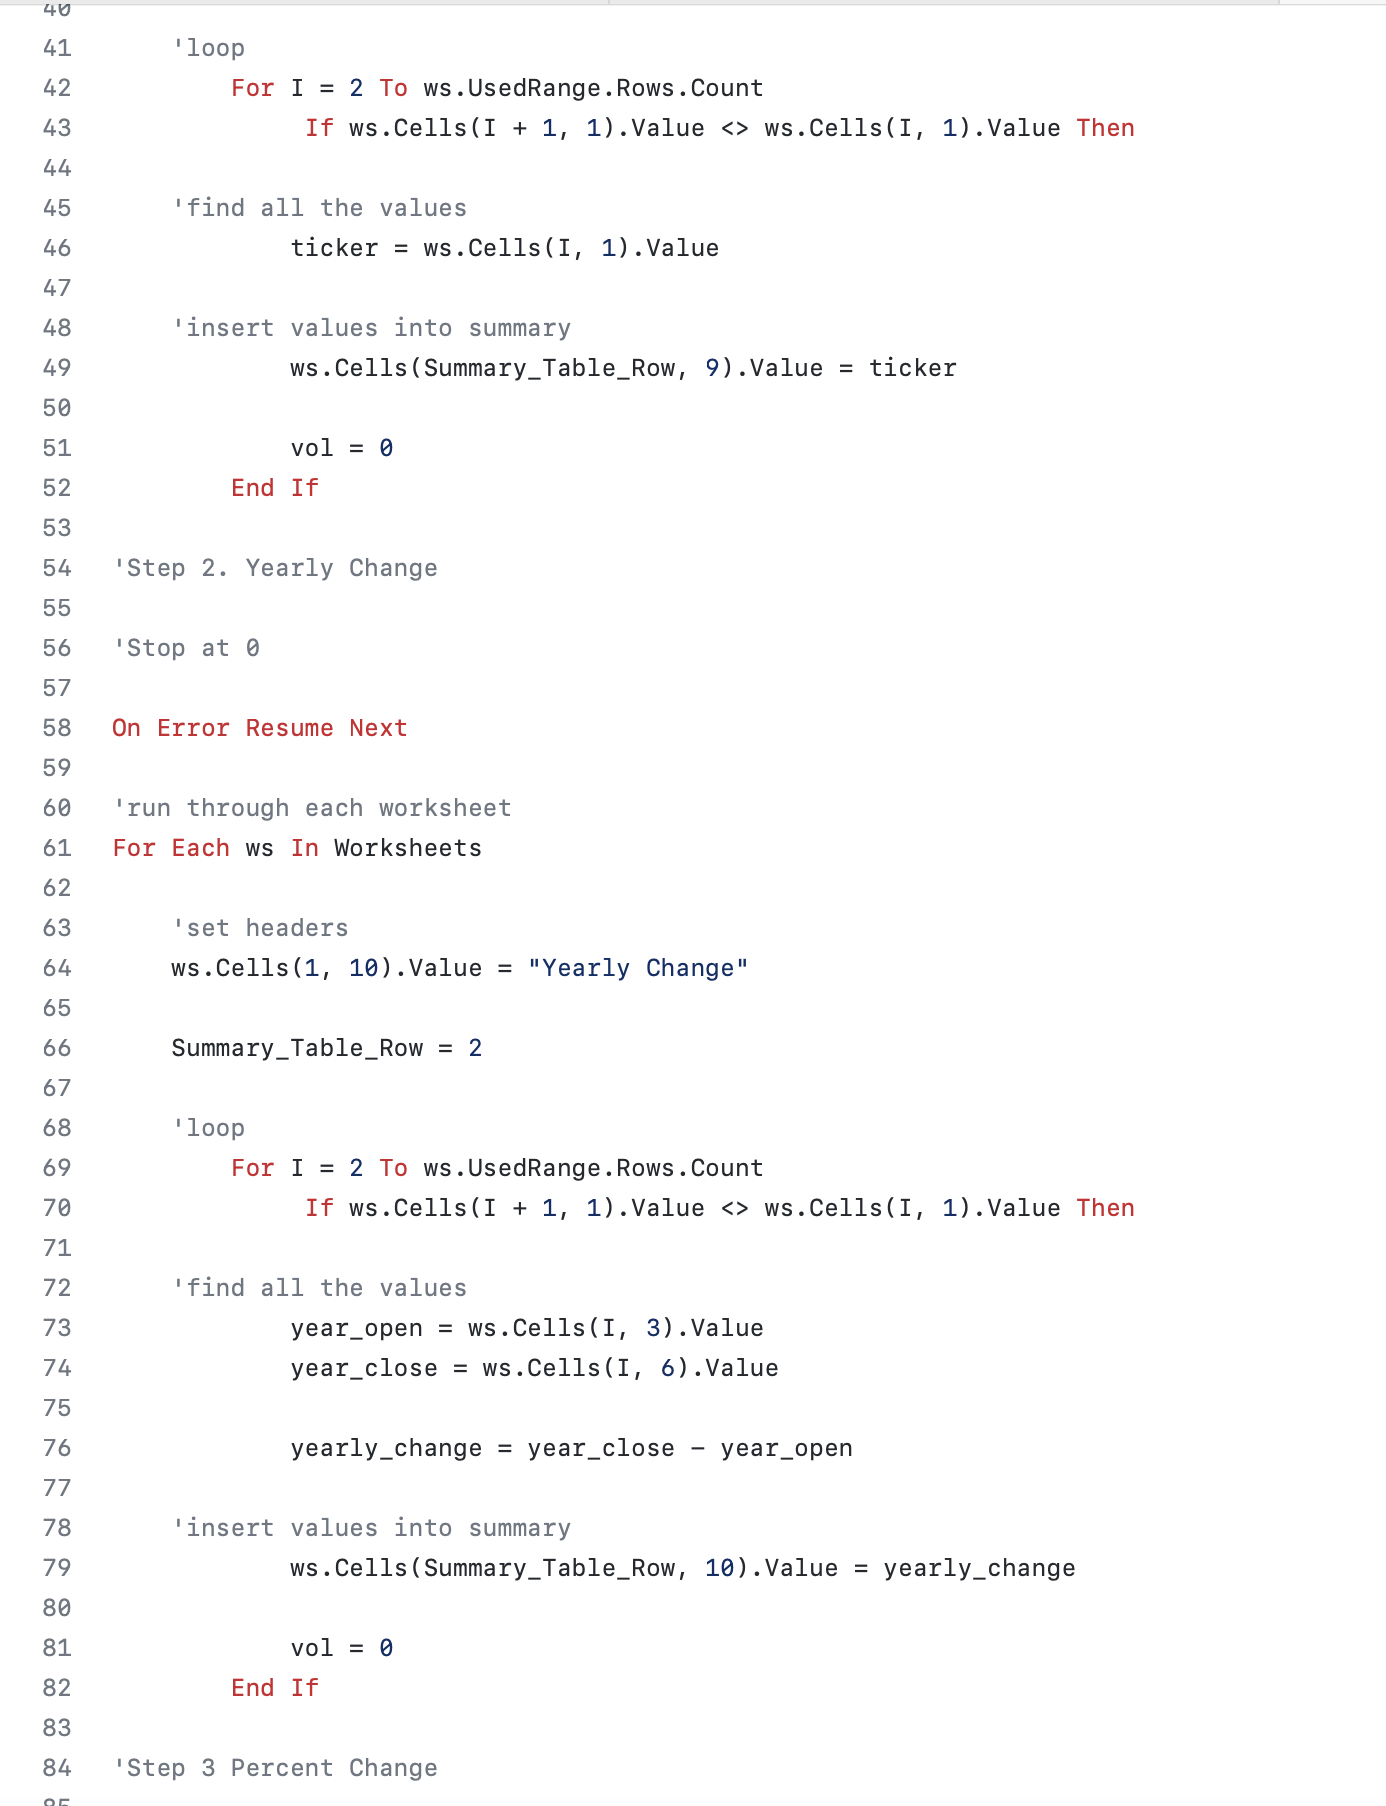 40
41 'loop
42 For I = 2 To ws.UsedRange.Rows.Count
43 If ws.Cells(I + 1, 1).Value <> ws.Cells(I, 1).Value Then
44
45 'find all the values
46 ticker = ws.Cells(I, 1).Value
47
48 'insert values into summary
49 ws.Cells(Summary_Table_Row, 9).Value = ticker
50
51 vol = 0
52 End If
53
54 'Step 2. Yearly Change
55
56 'Stop at 0
57
58 On Error Resume Next
59
60 'run through each worksheet
61 For Each ws In Worksheets
62
63 'set headers
64 ws.Cells(1, 10).Value = "Yearly Change"
65
66 Summary_Table_Row = 2
67
68 'loop
69 For I = 2 To ws.UsedRange.Rows.Count
70 If ws.Cells(I + 1, 1).Value <> ws.Cells(I, 1).Value Then
71
72 'find all the values
73 year_open = ws.Cells(I, 3).Value
74 year_close = ws.Cells(I, 6).Value
75
76 yearly_change = year_close - year_open
77
78 'insert values into summary
79 ws.Cells(Summary_Table_Row, 10).Value = yearly_change
80
81 vol = 0
82 End If
83
84 'Step 3 Percent Change
85